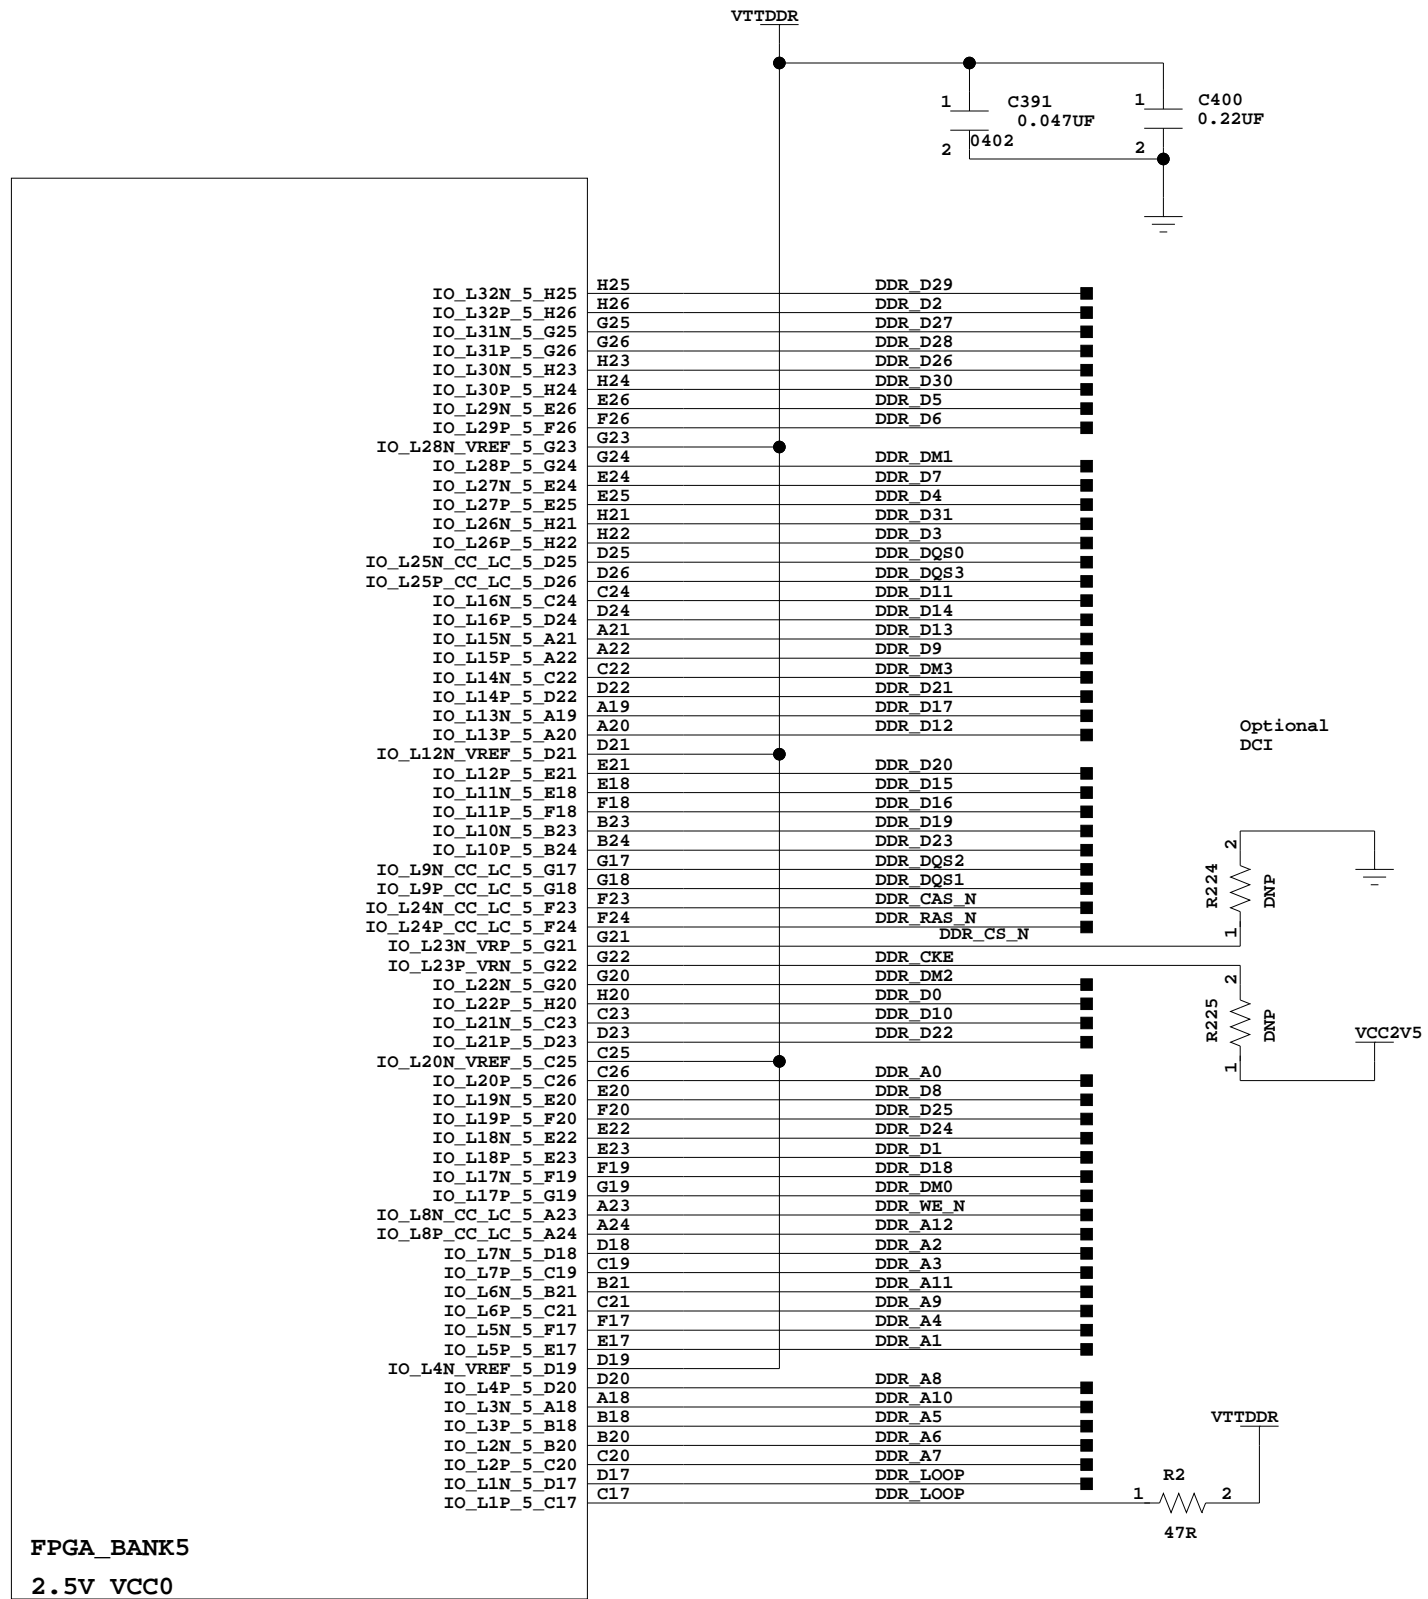 VTTDDR
1 C391
0.047UF
0402
2
1 C400
0.22UF
2
IO_L32N_5_H25 H25 DDR_D29
IO_L32P_5_H26 H26 DDR_D2
IO_L31N_5_G25 G25 DDR_D27
IO_L31P_5_G26 G26 DDR_D28
IO_L30N_5_H23 H23 DDR_D26
IO_L30P_5_H24 H24 DDR_D30
IO_L29N_5_E26 E26 DDR_D5
IO_L29P_5_F26 F26 DDR_D6
IO_L28N_VREF_5_G23 G23
IO_L28P_5_G24 G24 DDR_DM1
IO_L27N_5_E24 E24 DDR_D7
IO_L27P_5_E25 E25 DDR_D4
IO_L26N_5_H21 H21 DDR_D31
IO_L26P_5_H22 H22 DDR_D3
IO_L25N_CC_LC_5_D25 D25 DDR_DQS0
IO_L25P_CC_LC_5_D26 D26 DDR_DQS3
IO_L16N_5_C24 C24 DDR_D11
IO_L16P_5_D24 D24 DDR_D14
IO_L15N_5_A21 A21 DDR_D13
IO_L15P_5_A22 A22 DDR_D9
IO_L14N_5_C22 C22 DDR_DM3
IO_L14P_5_D22 D22 DDR_D21
IO_L13N_5_A19 A19 DDR_D17
IO_L13P_5_A20 A20 DDR_D12
IO_L12N_VREF_5_D21 D21
IO_L12P_5_E21 E21 DDR_D20
IO_L11N_5_E18 E18 DDR_D15
IO_L11P_5_F18 F18 DDR_D16
IO_L10N_5_B23 B23 DDR_D19
IO_L10P_5_B24 B24 DDR_D23
IO_L9N_CC_LC_5_G17 G17 DDR_DQS2
IO_L9P_CC_LC_5_G18 G18 DDR_DQS1
IO_L24N_CC_LC_5_F23 F23 DDR_CAS_N
IO_L24P_CC_LC_5_F24 F24 DDR_RAS_N
IO_L23N_VRP_5_G21 G21 DDR_CS_N
IO_L23P_VRN_5_G22 G22 DDR_CKE
IO_L22N_5_G20 G20 DDR_DM2
IO_L22P_5_H20 H20 DDR_D0
IO_L21N_5_C23 C23 DDR_D10
IO_L21P_5_D23 D23 DDR_D22
IO_L20N_VREF_5_C25 C25
IO_L20P_5_C26 C26 DDR_A0
IO_L19N_5_E20 E20 DDR_D8
IO_L19P_5_F20 F20 DDR_D25
IO_L18N_5_E22 E22 DDR_D24
IO_L18P_5_E23 E23 DDR_D1
IO_L17N_5_F19 F19 DDR_D18
IO_L17P_5_G19 G19 DDR_DM0
IO_L8N_CC_LC_5_A23 A23 DDR_WE_N
IO_L8P_CC_LC_5_A24 A24 DDR_A12
IO_L7N_5_D18 D18 DDR_A2
IO_L7P_5_C19 C19 DDR_A3
IO_L6N_5_B21 B21 DDR_A11
IO_L6P_5_C21 C21 DDR_A9
IO_L5N_5_F17 F17 DDR_A4
IO_L5P_5_E17 E17 DDR_A1
IO_L4N_VREF_5_D19 D19
IO_L4P_5_D20 D20 DDR_A8
IO_L3N_5_A18 A18 DDR_A10
IO_L3P_5_B18 B18 DDR_A5
IO_L2N_5_B20 B20 DDR_A6
IO_L2P_5_C20 C20 DDR_A7
IO_L1N_5_D17 D17 DDR_LOOP
IO_L1P_5_C17 C17 DDR_LOOP
Optional
DCI
2
R224 DNP
1
2
R225 DNP
1
VCC2V5
VTTDDR
R2
1 2
47R
FPGA_BANK5
2.5V VCC0